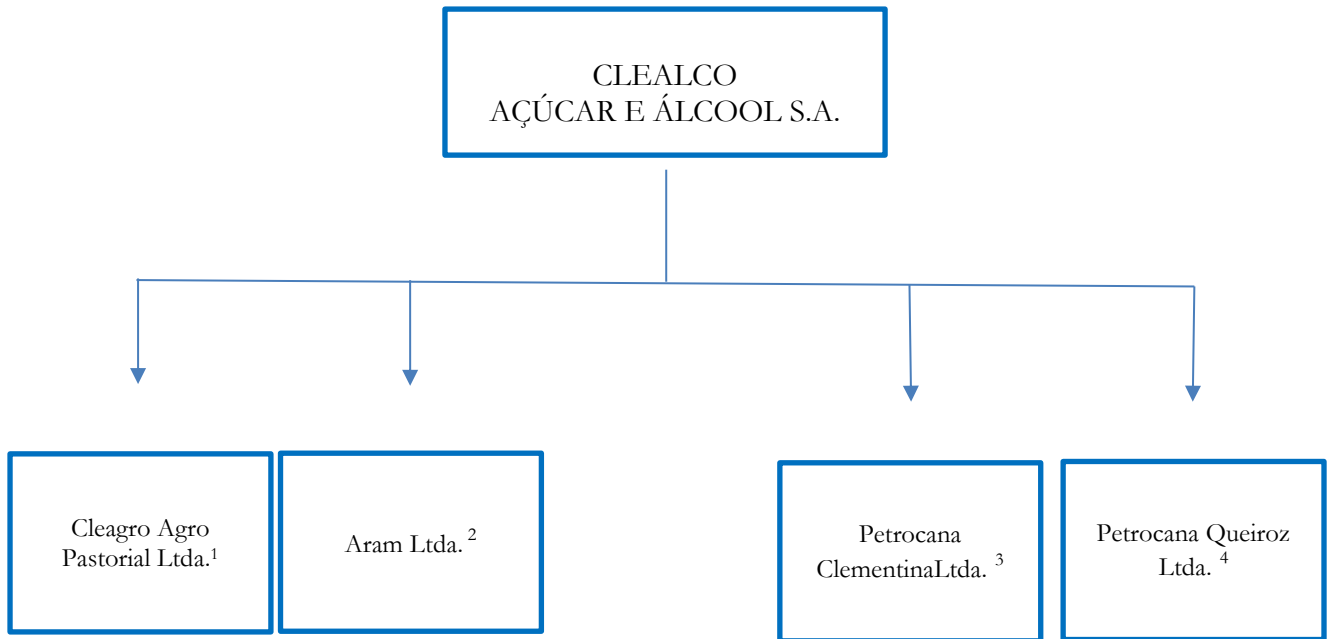 CLEALCO
AÇÚCAR E ÁLCOOL S.A.
Cleagro Agro
Pastorial Ltda.¹
Aram Ltda. ²
Petrocana
ClementinaLtda. ³
Petrocana Queiroz
Ltda. ⁴